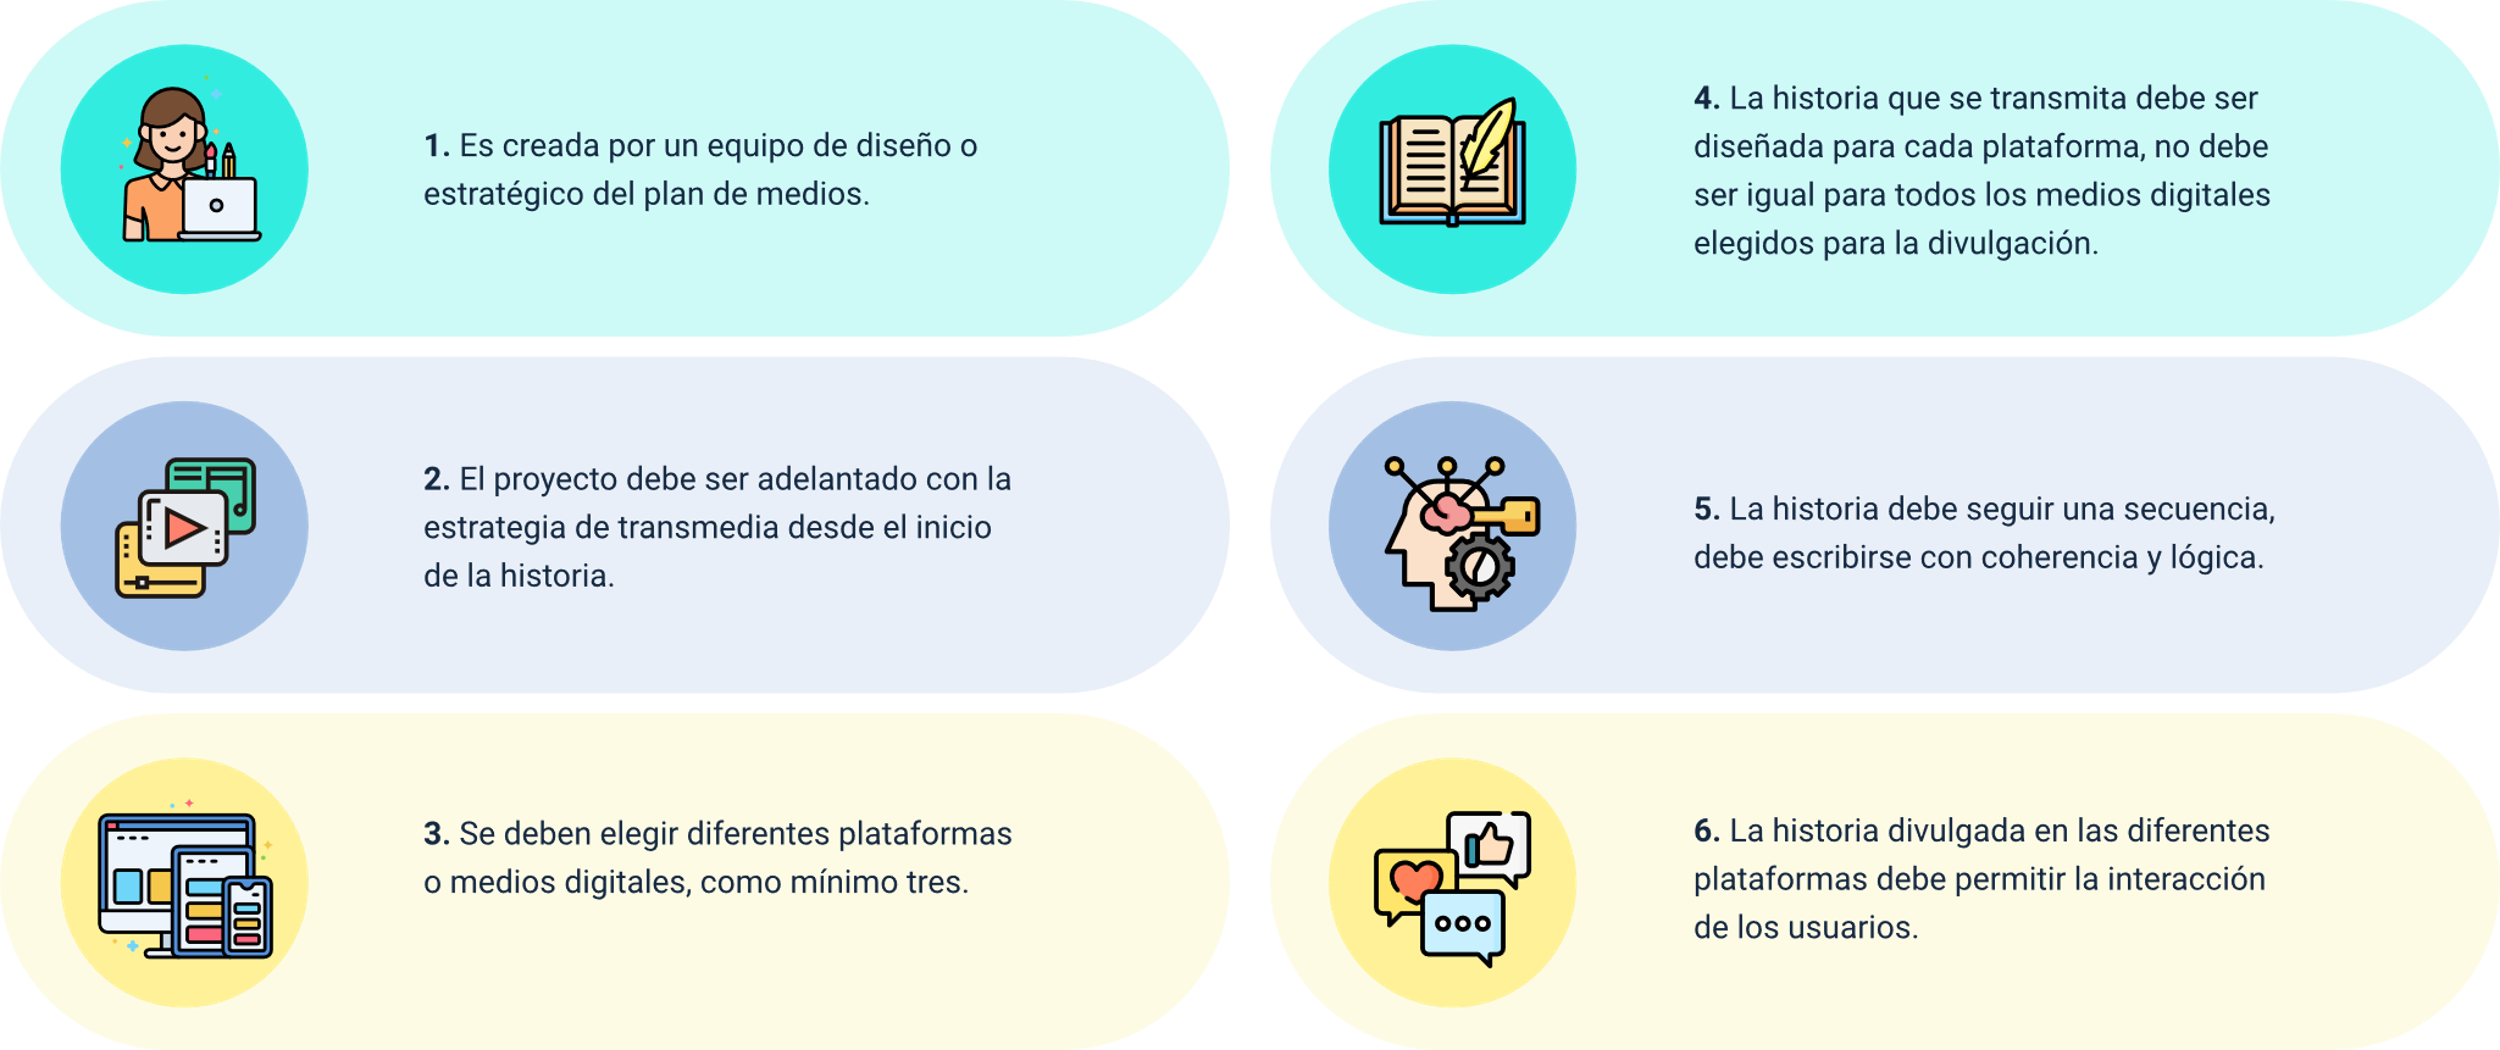 1. Es creada por un equipo de diseño o
estratégico del plan de medios.
2. El proyecto debe ser adelantado con la
estrategia de transmedia desde el inicio
de la historia.
3. Se deben elegir diferentes plataformas
o medios digitales, como mínimo tres.
4. La historia que se transmita debe ser
diseñada para cada plataforma, no debe
ser igual para todos los medios digitales
elegidos para la divulgación.
5. La historia debe seguir una secuencia,
debe escribirse con coherencia y lógica.
6. La historia divulgada en las diferentes
plataformas debe permitir la interacción
de los usuarios.